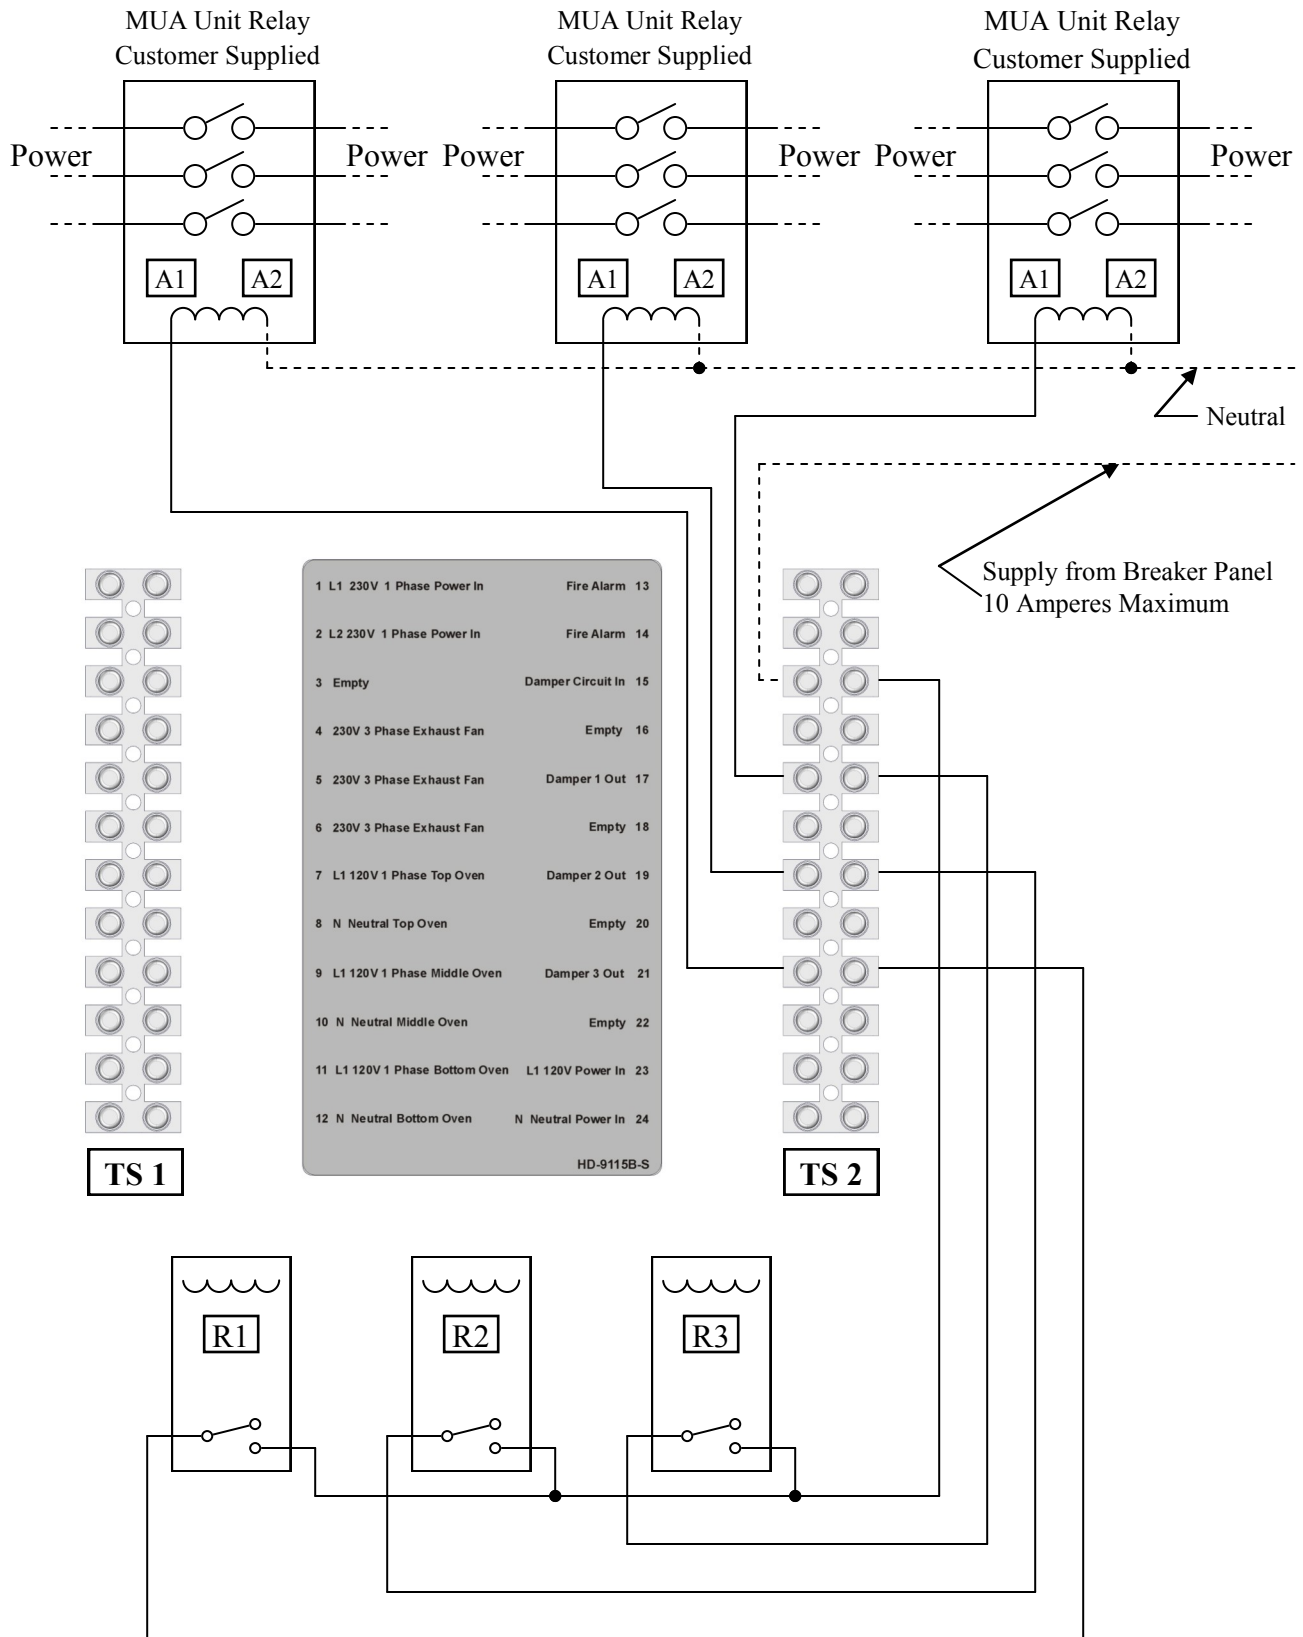 MUA Unit Relay
Customer Supplied
MUA Unit Relay
Customer Supplied
MUA Unit Relay
Customer Supplied
Power
Power
Power
Power
Power
Power
A1
A2
A1
A2
A1
A2
Neutral
Supply from Breaker Panel
10 Amperes Maximum
1 L1 230V 1 Phase Power In
Fire Alarm 13
2 L2 230V 1 Phase Power In
Fire Alarm 14
3 Empty
Damper Circuit In 15
4 230V 3 Phase Exhaust Fan
Empty 16
5 230V 3 Phase Exhaust Fan
Damper 1 Out 17
6 230V 3 Phase Exhaust Fan
Empty 18
7 L1 120V 1 Phase Top Oven
Damper 2 Out 19
8 N Neutral Top Oven
Empty 20
9 L1 120V 1 Phase Middle Oven
Damper 3 Out 21
10 N Neutral Middle Oven
Empty 22
11 L1 120V 1 Phase Bottom Oven
L1 120V Power In 23
12 N Neutral Bottom Oven
N Neutral Power In 24
HD-9115B-S
TS 1
TS 2
R1
R2
R3